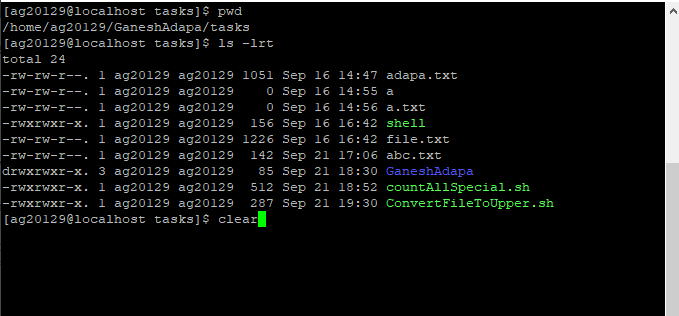 [ag20129@localhost tasks]$ pwd
/home/ag20129/GaneshAdapa/tasks
[ag20129@localhost tasks]$ ls -lrt
total 24
-rw-rw-r--. 1 ag20129 ag20129 1051 Sep 16 14:47 adapa.txt
-rw-rw-r--. 1 ag20129 ag20129    0 Sep 16 14:55 a
-rw-rw-r--. 1 ag20129 ag20129    0 Sep 16 14:56 a.txt
-rwxrwxr-x. 1 ag20129 ag20129  156 Sep 16 16:42 shell
-rw-rw-r--. 1 ag20129 ag20129 1226 Sep 16 16:42 file.txt
-rw-rw-r--. 1 ag20129 ag20129  142 Sep 21 17:06 abc.txt
drwxrwxr-x. 3 ag20129 ag20129   85 Sep 21 18:30 GaneshAdapa
-rwxrwxr-x. 1 ag20129 ag20129  512 Sep 21 18:52 countAllSpecial.sh
-rwxrwxr-x. 1 ag20129 ag20129  287 Sep 21 19:30 ConvertFileToUpper.sh
[ag20129@localhost tasks]$ clear